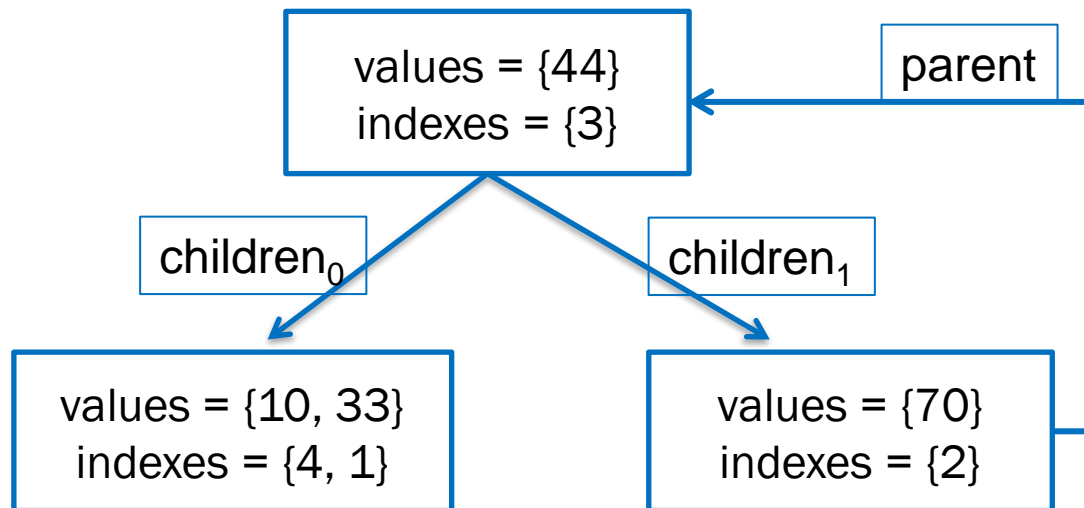 values = {44}
indexes = {3}
parent
children₀
children₁
values = {10, 33}
indexes = {4, 1}
values = {70}
indexes = {2}